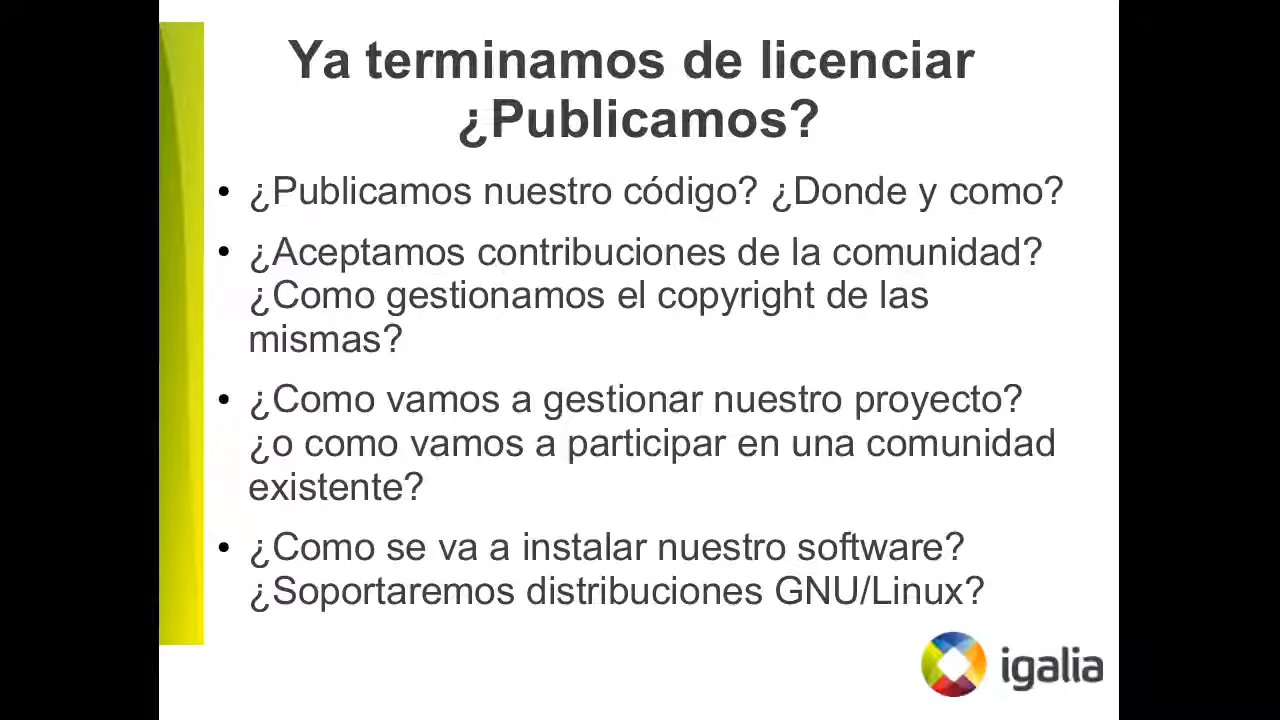 Ya terminamos de licenciar
¿Publicamos?
• ¿Publicamos nuestro código? ¿Donde y como?
• ¿Aceptamos contribuciones de la comunidad?
¿Como gestionamos el copyright de las
mismas?
• ¿Como vamos a gestionar nuestro proyecto?
¿o como vamos a participar en una comunidad
existente?
• ¿Como se va a instalar nuestro software?
¿Soportaremos distribuciones GNU/Linux?
igalia